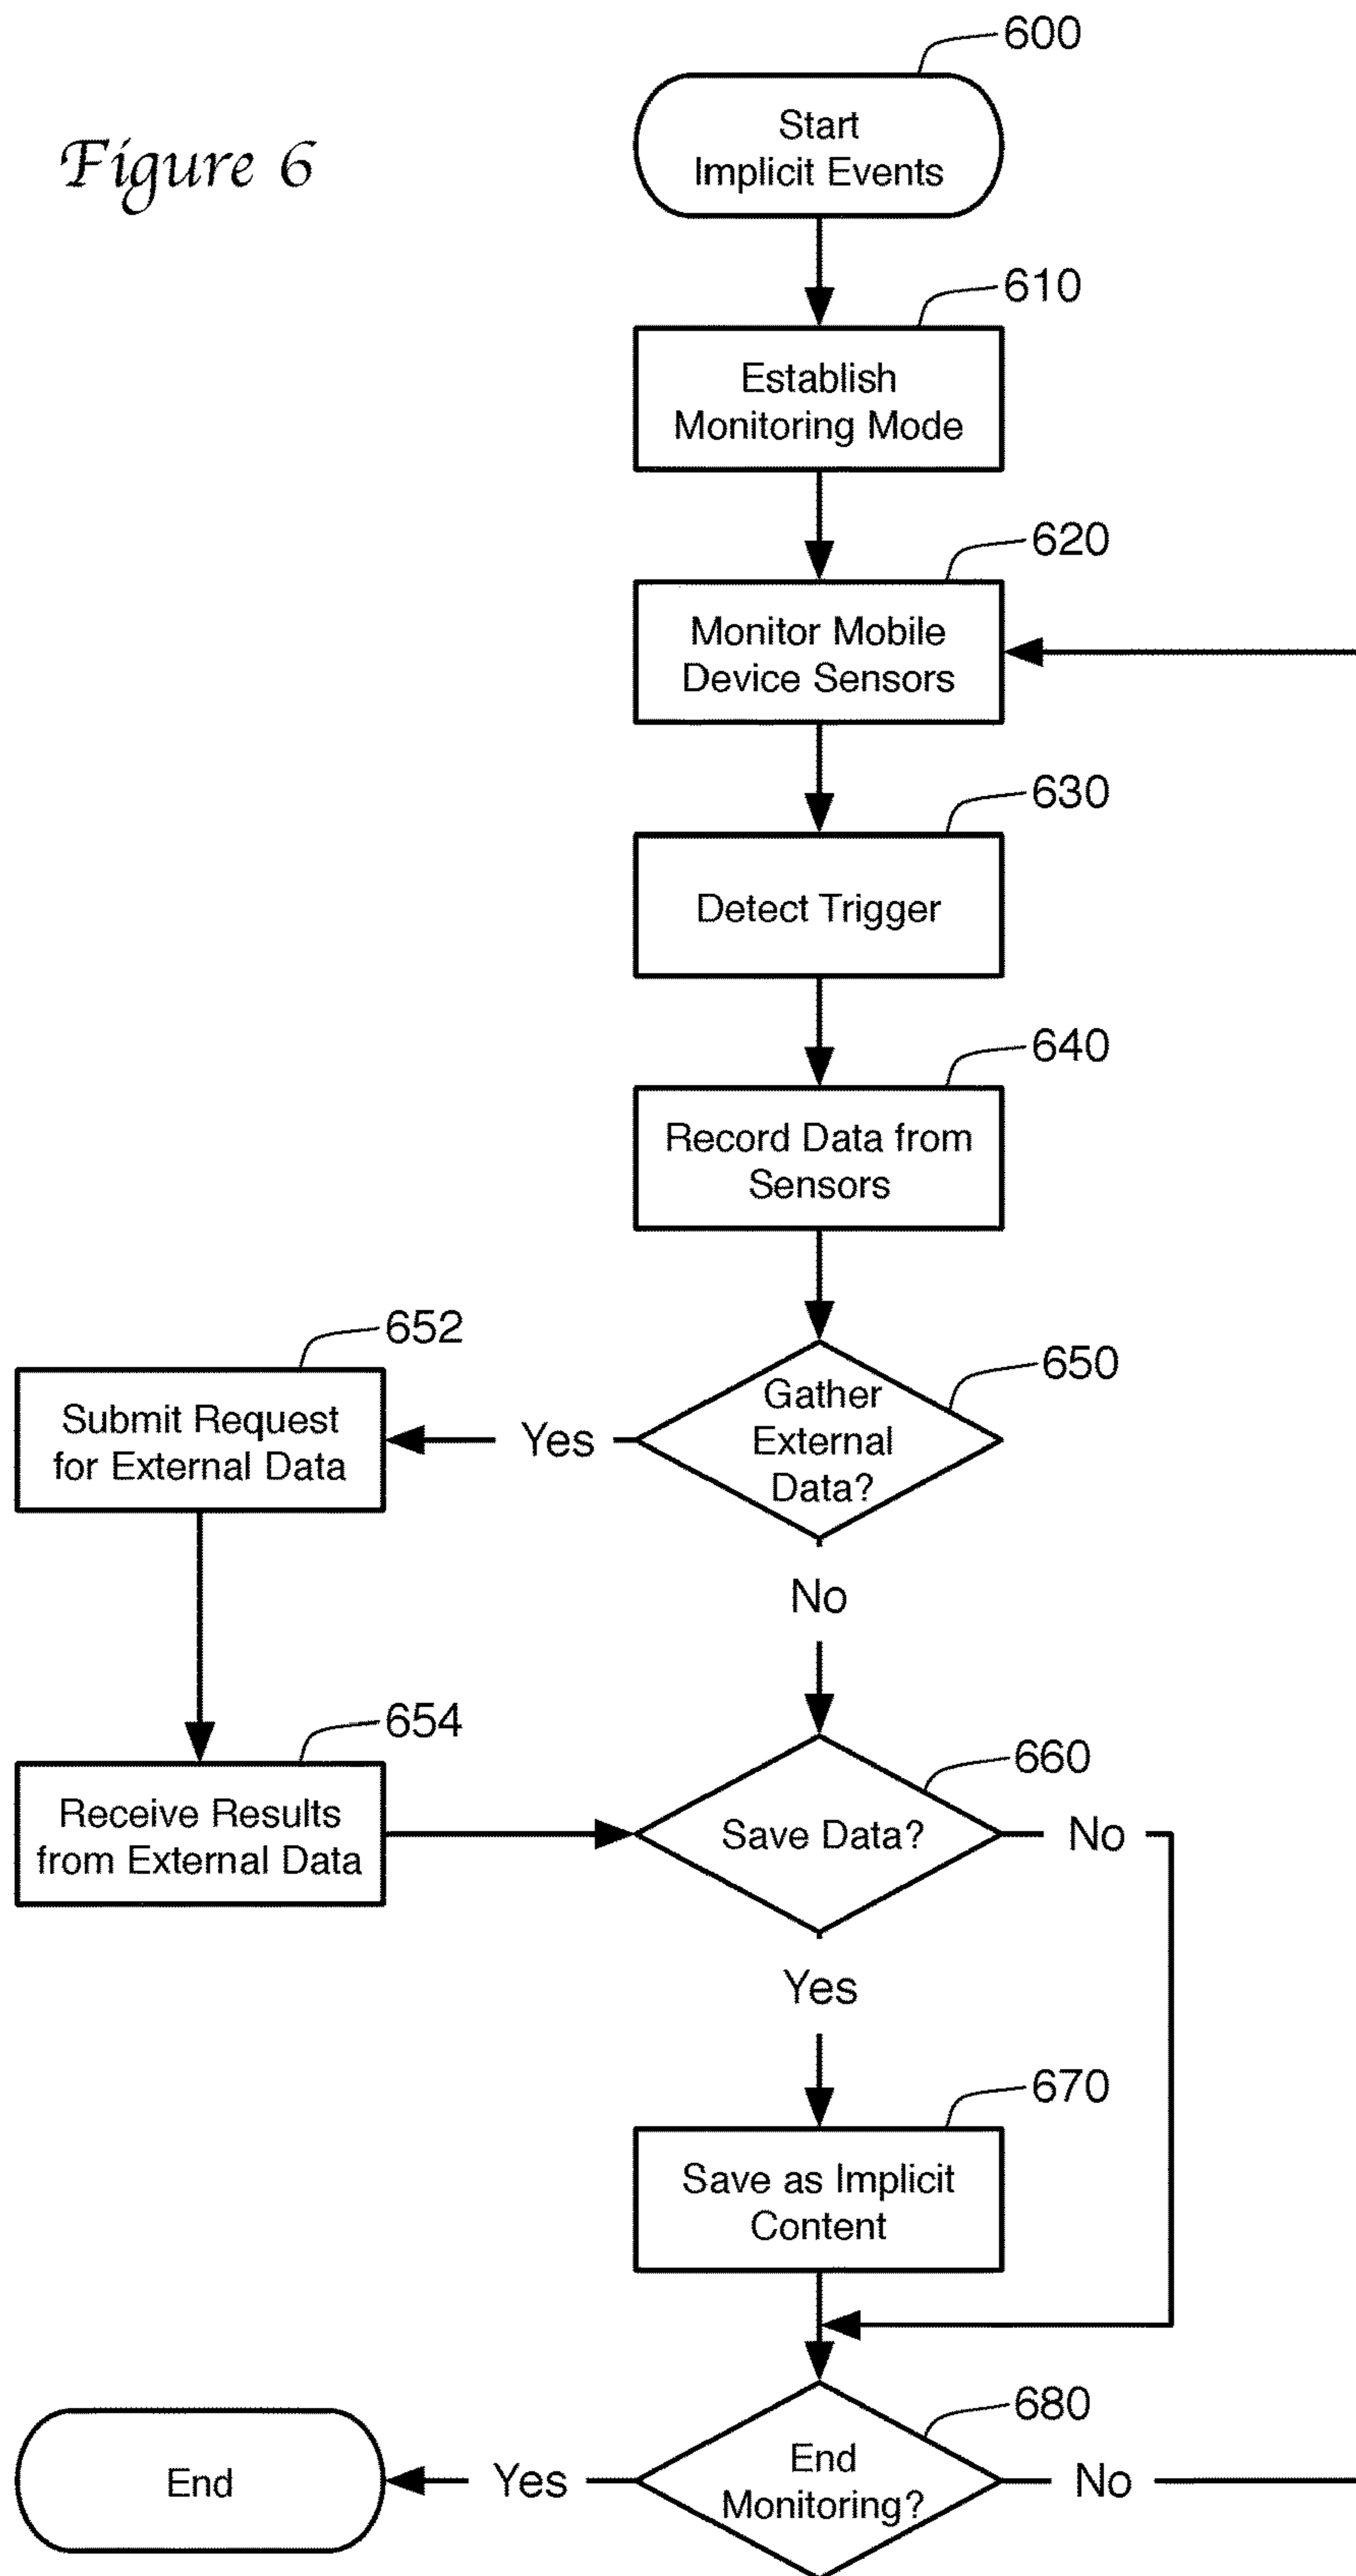 Figure 6
600
Start
Implicit Events
610
Establish
Monitoring Mode
620
Monitor Mobile
Device Sensors
630
Detect Trigger
640
Record Data from
Sensors
650
Gather
External
Data?
Yes
652
Submit Request
for External Data
No
654
Receive Results
from External Data
660
Save Data?
No
Yes
670
Save as Implicit
Content
680
End
Monitoring?
Yes
No
End